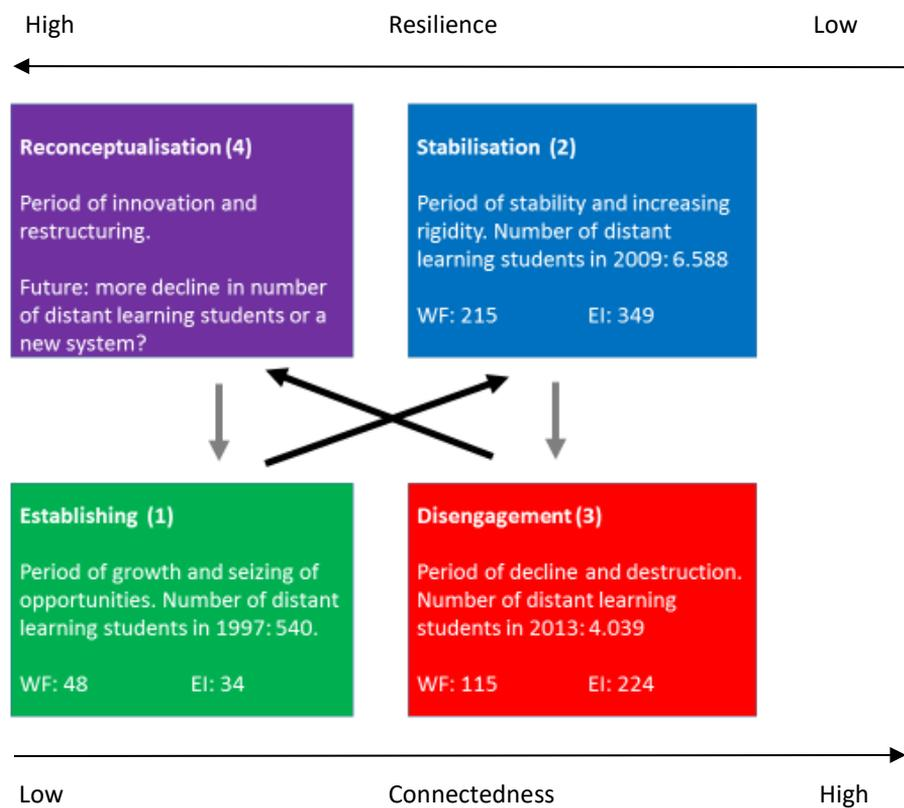 High Resilience Low
Reconceptualisation (4)
Period of innovation and
restructuring.
Future: more decline in number
of distant learning students or a
new system?
Stabilisation (2)
Period of stability and increasing
rigidity. Number of distant
learning students in 2009: 6.588
WF: 215 EI: 349
Establishing (1)
Period of growth and seizing of
opportunities. Number of distant
learning students in 1997: 540.
WF: 48 EI: 34
Disengagement (3)
Period of decline and destruction.
Number of distant learning
students in 2013: 4.039
WF: 115 EI: 224
Low Connectedness High